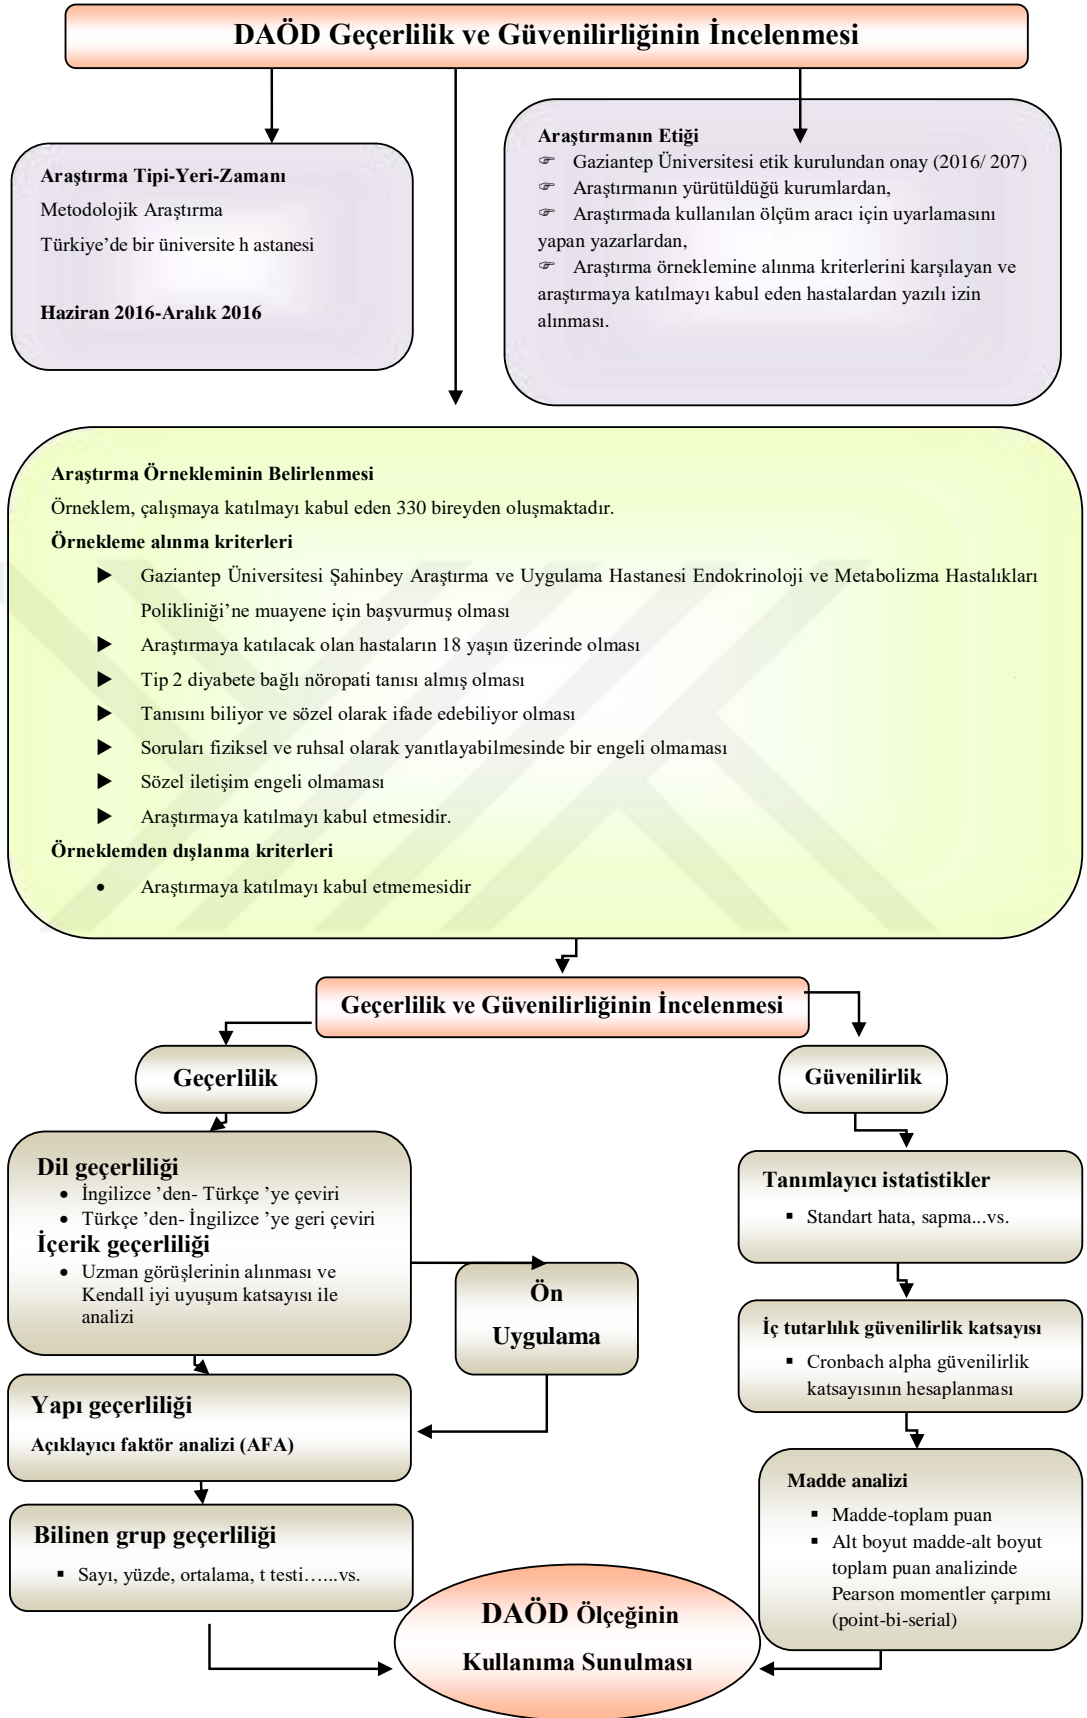 DAÖD Geçerlilik ve Güvenilirliğinin İncelenmesi
Araştırma Tipi-Yeri-Zamanı
Metodolojik Araştırma
Türkiye’de bir üniversite h astanesi
Haziran 2016-Aralık 2016
Araştırmanın Etiği
☞ Gaziantep Üniversitesi etik kurulundan onay (2016/ 207)
☞ Araştırmanın yürütüldüğü kurumlardan,
☞ Araştırmada kullanılan ölçüm aracı için uyarlamasını
yapan yazarlardan,
☞ Araştırma örneklemine alınma kriterlerini karşılayan ve
araştırmaya katılmayı kabul eden hastalardan yazılı izin
alınması.
Araştırma Örnekleminin Belirlenmesi
Örneklem, çalışmaya katılmayı kabul eden 330 bireyden oluşmaktadır.
Örnekleme alınma kriterleri
▶ Gaziantep Üniversitesi Şahinbey Araştırma ve Uygulama Hastanesi Endokrinoloji ve Metabolizma Hastalıkları
Polikliniği’ne muayene için başvurmuş olması
▶ Araştırmaya katılacak olan hastaların 18 yaşın üzerinde olması
▶ Tip 2 diyabete bağlı nöropati tanısı almış olması
▶ Tanısını biliyor ve sözel olarak ifade edebiliyor olması
▶ Soruları fiziksel ve ruhsal olarak yanıtlayabilmesinde bir engeli olmaması
▶ Sözel iletişim engeli olmaması
▶ Araştırmaya katılmayı kabul etmesidir.
Örneklemden dışlanma kriterleri
• Araştırmaya katılmayı kabul etmemesidir
Geçerlilik ve Güvenilirliğinin İncelenmesi
Geçerlilik
Dil geçerliliği
• İngilizce ’den- Türkçe ’ye çeviri
• Türkçe ’den- İngilizce ’ye geri çeviri
İçerik geçerliliği
• Uzman görüşlerinin alınması ve
Kendall iyi uyuşum katsayısı ile
analizi
Ön
Uygulama
Yapı geçerliliği
Açıklayıcı faktör analizi (AFA)
Bilinen grup geçerliliği
▪ Sayı, yüzde, ortalama, t testi…...vs.
Güvenilirlik
Tanımlayıcı istatistikler
▪ Standart hata, sapma...vs.
İç tutarlılık güvenilirlik katsayısı
▪ Cronbach alpha güvenilirlik
katsayısının hesaplanması
Madde analizi
▪ Madde-toplam puan
▪ Alt boyut madde-alt boyut
toplam puan analizinde
Pearson momentler çarpımı
(point-bi-serial)
DAÖD Ölçeğinin
Kullanıma Sunulması